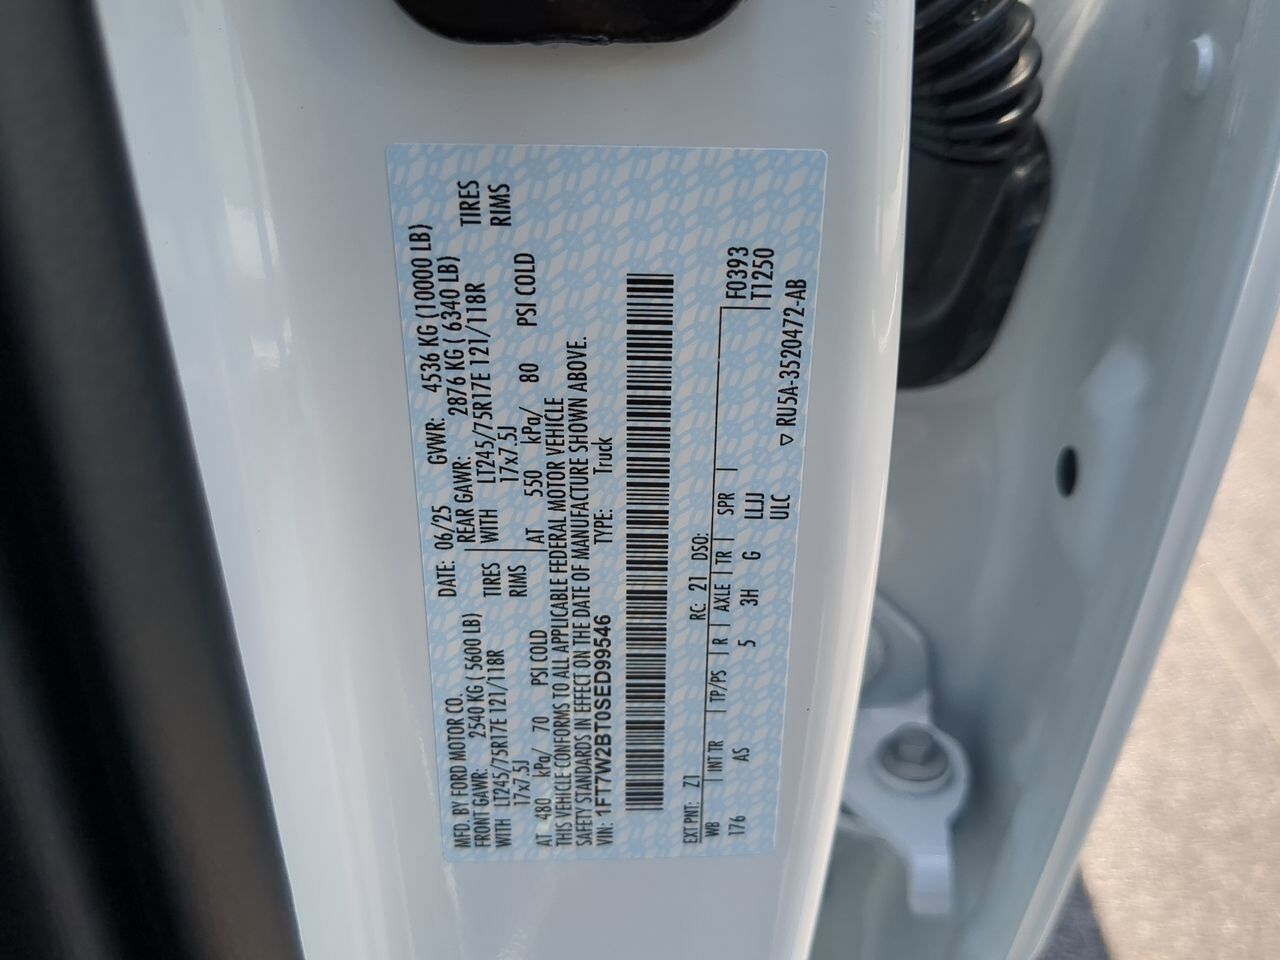 MFD. BY FORD MOTOR CO.
DATE: 06/25 GVWR: 4536 KG (10000 LB)
FRONT GAWR: 2540 KG ( 5600 LB) REAR GAWR: 2876 KG ( 6340 LB)
WITH LT245/75R17E 121/118R TIRES WITH LT245/75R17E 121/118R TIRES
17x7.5J RIMS 17x7.5J RIMS
AT 480 kPa/ 70 PSI COLD AT 550 kPa/ 80 PSI COLD
THIS VEHICLE CONFORMS TO ALL APPLICABLE FEDERAL MOTOR VEHICLE
SAFETY STANDARDS IN EFFECT ON THE DATE OF MANUFACTURE SHOWN ABOVE.
VIN: 1FT7W2BT0SED99546 TYPE: Truck
EXT PNT: Z1 RC: 21 DSO: F0393
WB INT TR TP/PS R AXLE TR SPR T1250
176 AS 5 3H G LLJJ
ULC
▽ RU5A-3520472-AB